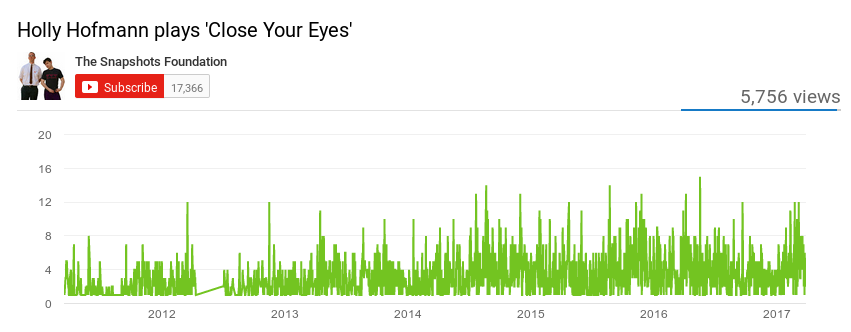 Holly Hofmann plays 'Close Your Eyes'
The Snapshots Foundation
Subscribe 17,366
5,756 views
20
16
12
8
4
0
2012 2013 2014 2015 2016 2017